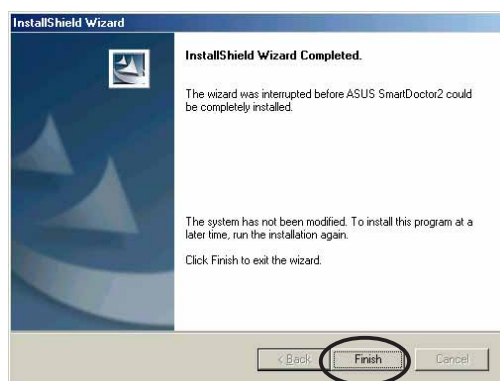 InstallShield Wizard
InstallShield Wizard Completed.
The wizard was interrupted before ASUS SmartDoctor2 could
be completely installed.
The system has not been modified. To install this program at a
later time, run the installation again.
Click Finish to exit the wizard.
< Back Finish Cancel